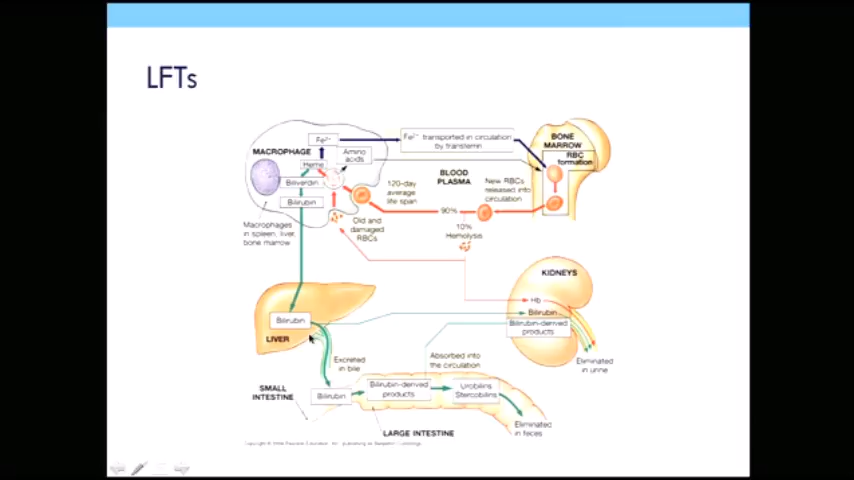 LFTs
Fe2+
Fe2+ transported in circulation
by transferrin
BONE
MARROW
RBC
formation
MACROPHAGE
Amino
acids
Heme
Biliverdin
Bilirubin
BLOOD
PLASMA
120-day
average
life span
New RBCs
released into
circulation
90%
Old and
damaged
RBCs
10%
Hemolysis
Macrophages
in spleen, liver,
bone marrow
KIDNEYS
Hb
Bilirubin
Bilirubin-derived
products
Eliminated
in urine
Bilirubin
LIVER
Excreted
in bile
Absorbed into
the circulation
SMALL
INTESTINE
Bilirubin
Bilirubin-derived
products
Urobilins
Stercobilins
Eliminated
in feces
LARGE INTESTINE